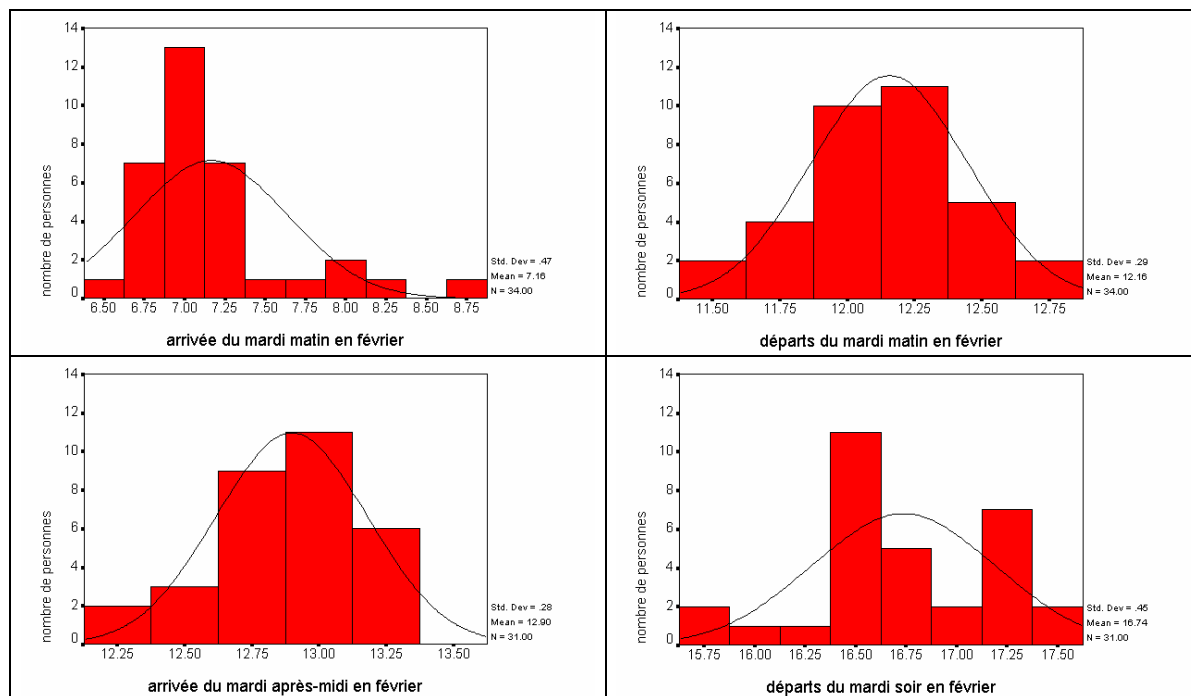 14
12
10
8
6
4
2
0
nombre de personnes
6.50 6.75 7.00 7.25 7.50 7.75 8.00 8.25 8.50 8.75
arrivée du mardi matin en février
Std. Dev = .47
Mean = 7.16
N = 34.00
14
12
10
8
6
4
2
0
nombre de personnes
11.50 11.75 12.00 12.25 12.50 12.75
départs du mardi matin en février
Std. Dev = .29
Mean = 12.16
N = 34.00
14
12
10
8
6
4
2
0
nombre de personnes
12.25 12.50 12.75 13.00 13.25 13.50
arrivée du mardi après-midi en février
Std. Dev = .28
Mean = 12.90
N = 31.00
14
12
10
8
6
4
2
0
nombre de personnes
15.75 16.00 16.25 16.50 16.75 17.00 17.25 17.50
départs du mardi soir en février
Std. Dev = .45
Mean = 16.74
N = 31.00